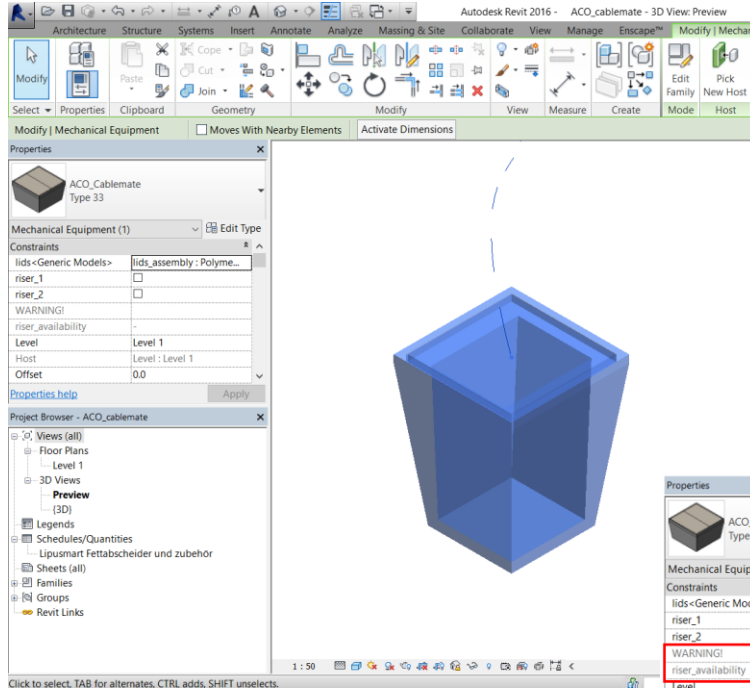 Autodesk Revit 2016 - ACO_cablemate - 3D View: Preview
Architecture Structure Systems Insert Annotate Analyze Massing & Site Collaborate View Manage Enscape™ Modify | Mechan
Modify
Paste
Cope
Cut
Join
Edit Family
Pick New Host
Select Properties Clipboard Geometry Modify View Measure Create Mode Host
Modify | Mechanical Equipment Moves With Nearby Elements Activate Dimensions
Properties
ACO_Cablemate
Type 33
Mechanical Equipment (1) Edit Type
Constraints
lids<Generic Models> lids_assembly : Polyme...
riser_1
riser_2
WARNING!
riser_availability -
Level Level 1
Host Level : Level 1
Offset 0.0
Properties help Apply
Project Browser - ACO_cablemate
Views (all)
Floor Plans
Level 1
3D Views
Preview
{3D}
Legends
Schedules/Quantities
Lipusmart Fettabscheider und zubehör
Sheets (all)
Families
Groups
Revit Links
1 : 50
Click to select, TAB for alternates, CTRL adds, SHIFT unselects.
Properties
ACO_
Type
Mechanical Equip
Constraints
lids<Generic Mod
riser_1
riser_2
WARNING!
riser_availability
Level